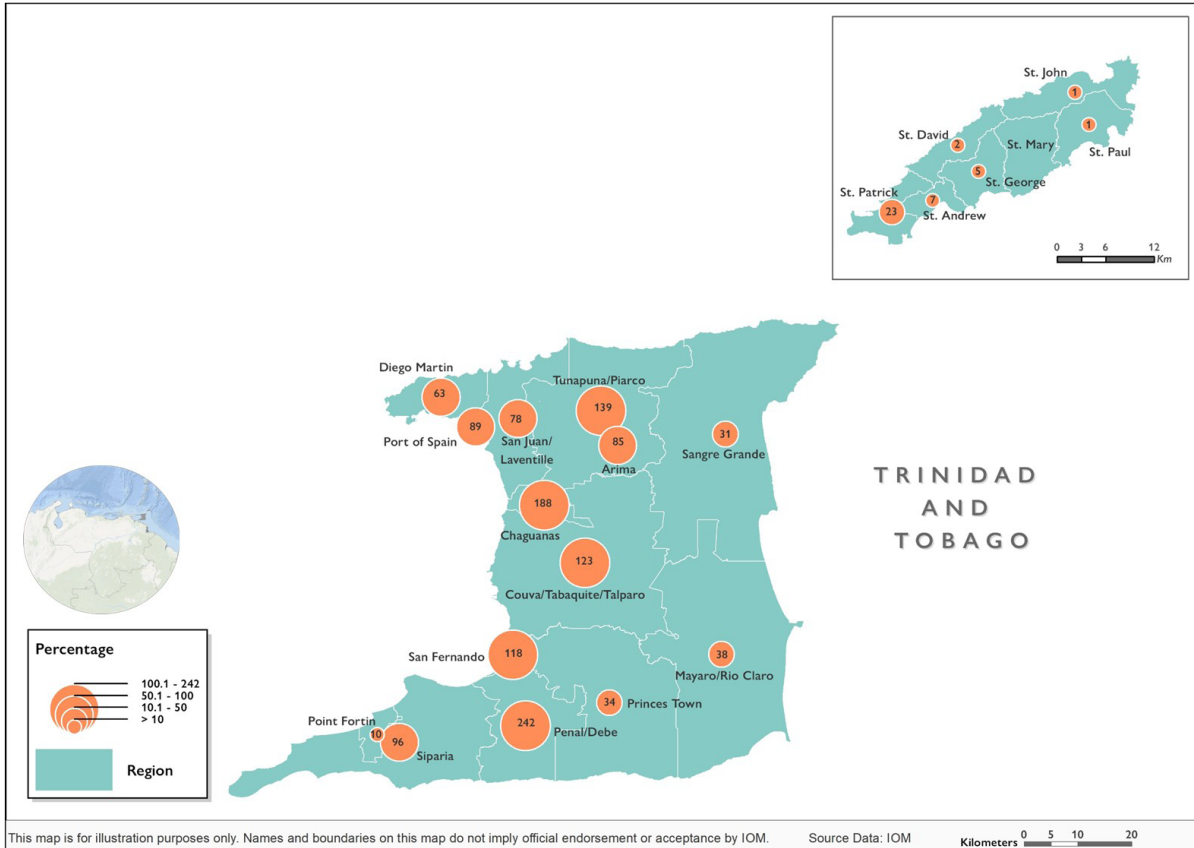 St. John
1
1
St. David
2
St. Mary
St. Paul
5
St. George
St. Patrick
7
23
St. Andrew
0 3 6 12
Km
Diego Martin
63
Tunapuna/Piarco
139
89
78
Port of Spain
San Juan/
Laventille
85
Arima
31
Sangre Grande
TRINIDAD
AND
TOBAGO
188
Chaguanas
123
Couva/Tabaquite/Talparo
San Fernando
118
38
Mayaro/Rio Claro
34
Princes Town
Point Fortin
10
96
Siparia
242
Penal/Debe
Percentage
100.1 - 242
50.1 - 100
10.1 - 50
> 10
Region
This map is for illustration purposes only. Names and boundaries on this map do not imply official endorsement or acceptance by IOM.
Source Data: IOM
Kilometers
0 5 10 20